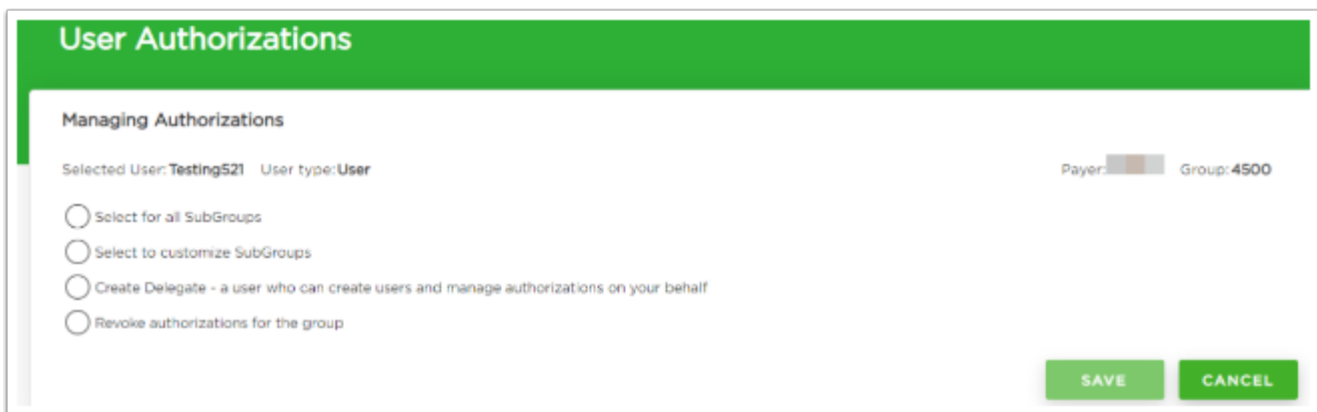 User Authorizations
Managing Authorizations
Selected User: Testing521 User type: User Payer: Group: 4500
Select for all SubGroups
Select to customize SubGroups
Create Delegate - a user who can create users and manage authorizations on your behalf
Revoke authorizations for the group
SAVE CANCEL